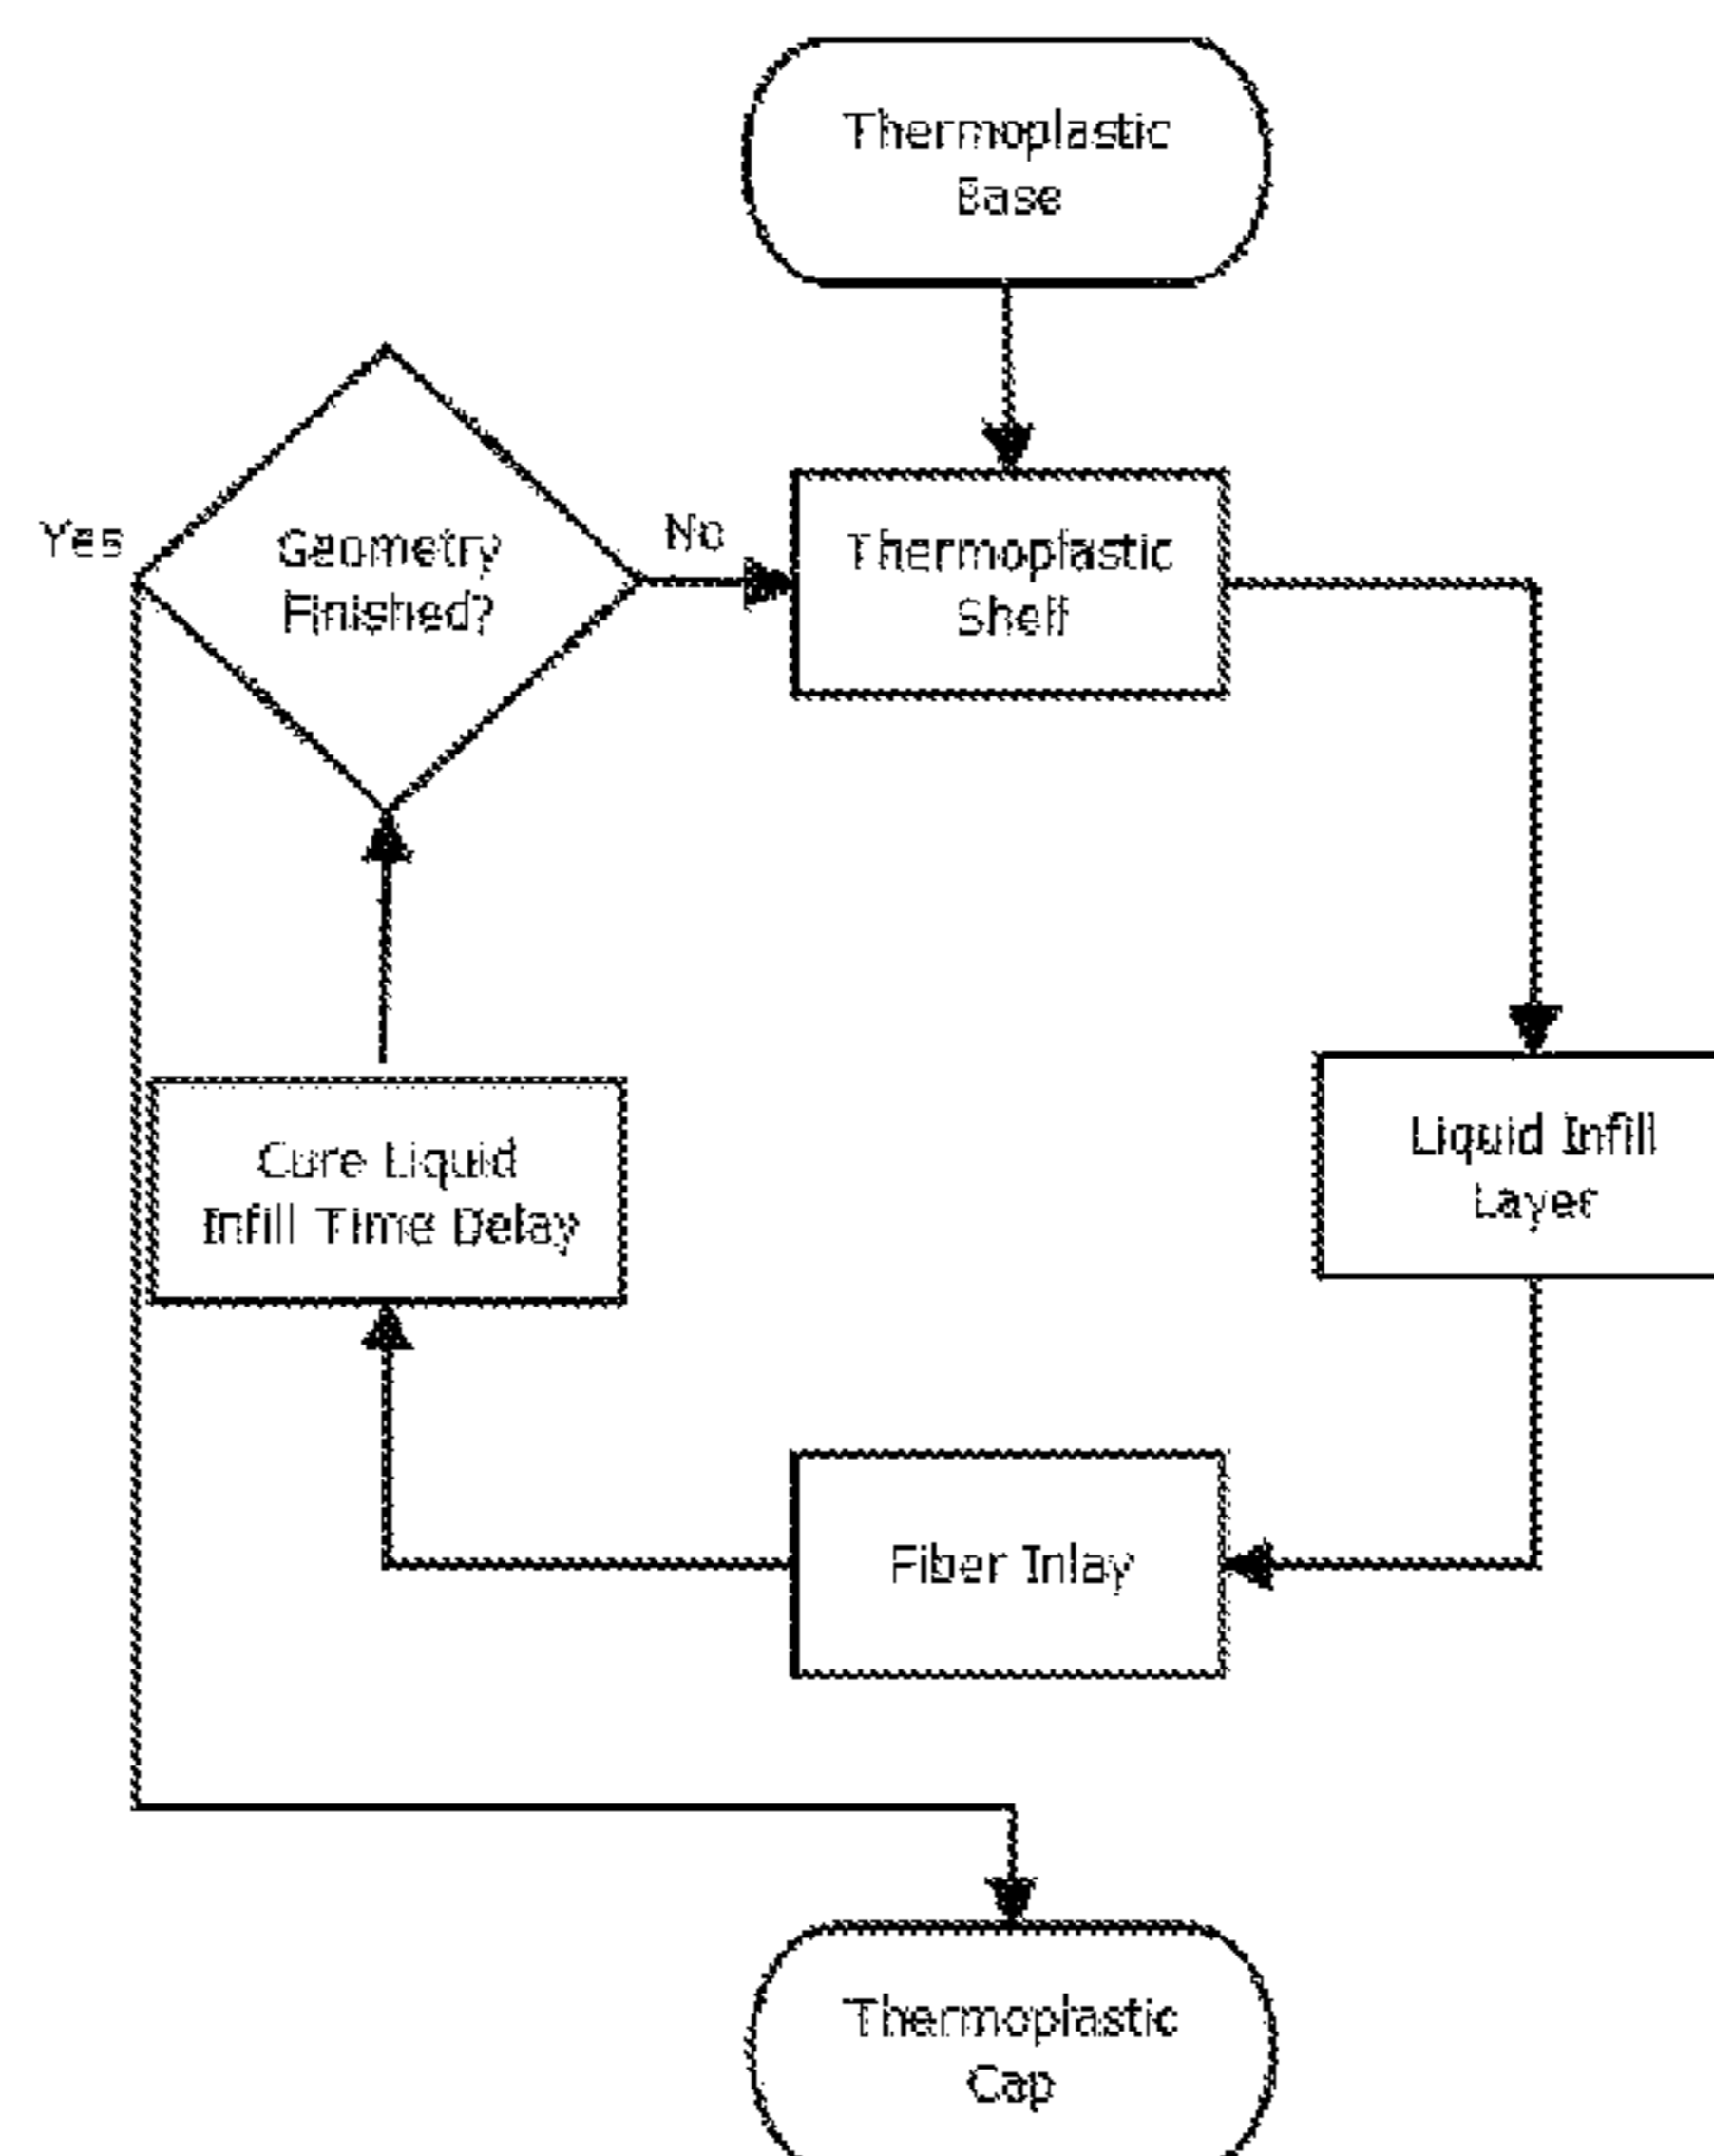 Thermoplastic
Base
Yes
Geometry
Finished?
No
Thermoplastic
Shell
Liquid Infill
Layer
Cure Liquid
Infill Time Delay
Fiber Inlay
Thermoplastic
Cap